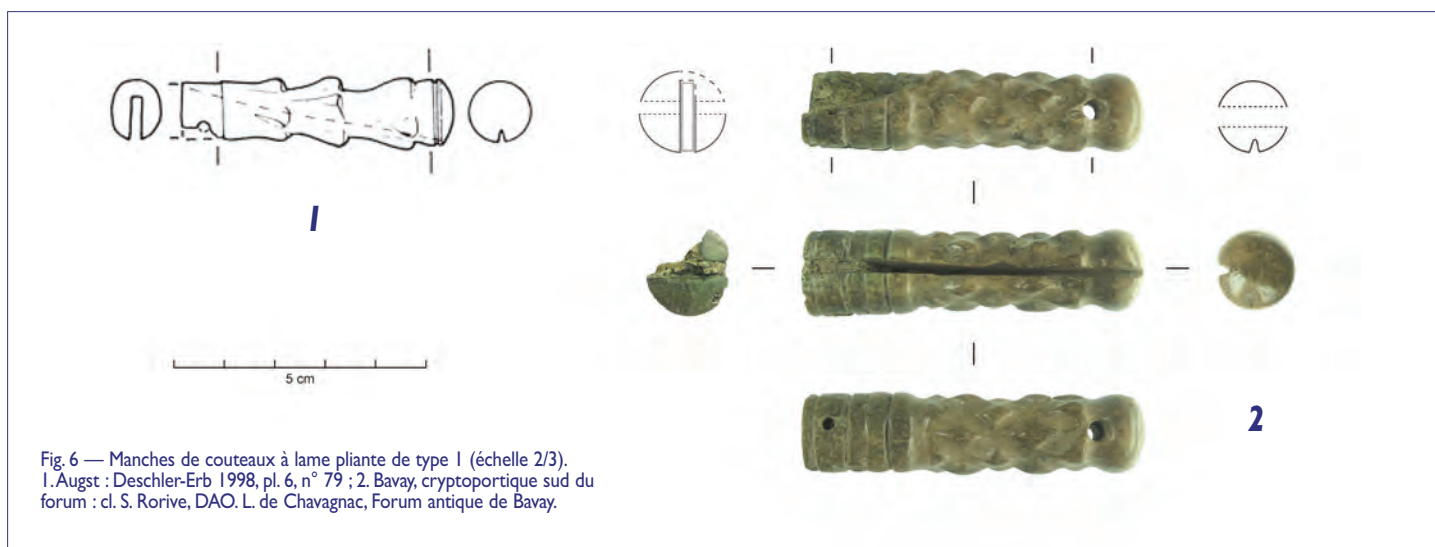 1
5 cm
2
Fig. 6 — Manches de couteaux à lame pliante de type 1 (échelle 2/3).
1. Augst : Deschler-Erb 1998, pl. 6, n° 79 ; 2. Bavay, cryptoportique sud du
forum : cl. S. Rorive, DAO. L. de Chavagnac, Forum antique de Bavay.